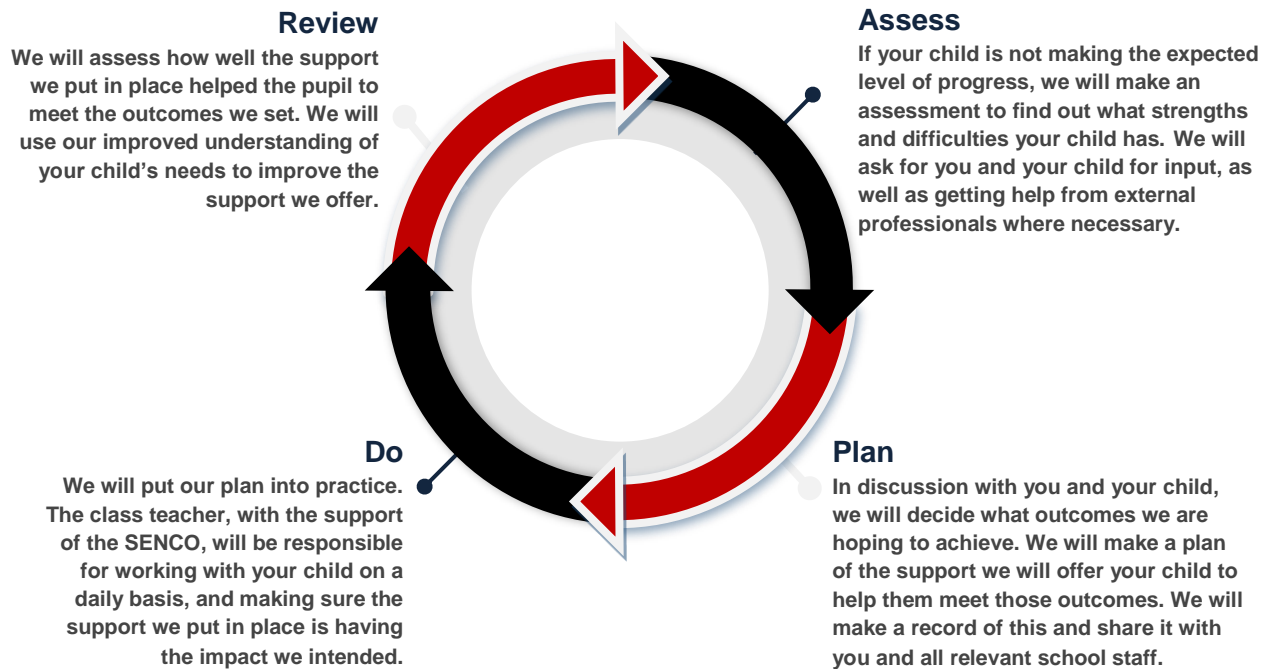 Review
We will assess how well the support
we put in place helped the pupil to
meet the outcomes we set. We will
use our improved understanding of
your child’s needs to improve the
support we offer.
Assess
If your child is not making the expected
level of progress, we will make an
assessment to find out what strengths
and difficulties your child has. We will
ask for you and your child for input, as
well as getting help from external
professionals where necessary.
Do
We will put our plan into practice.
The class teacher, with the support
of the SENCO, will be responsible
for working with your child on a
daily basis, and making sure the
support we put in place is having
the impact we intended.
Plan
In discussion with you and your child,
we will decide what outcomes we are
hoping to achieve. We will make a plan
of the support we will offer your child to
help them meet those outcomes. We will
make a record of this and share it with
you and all relevant school staff.